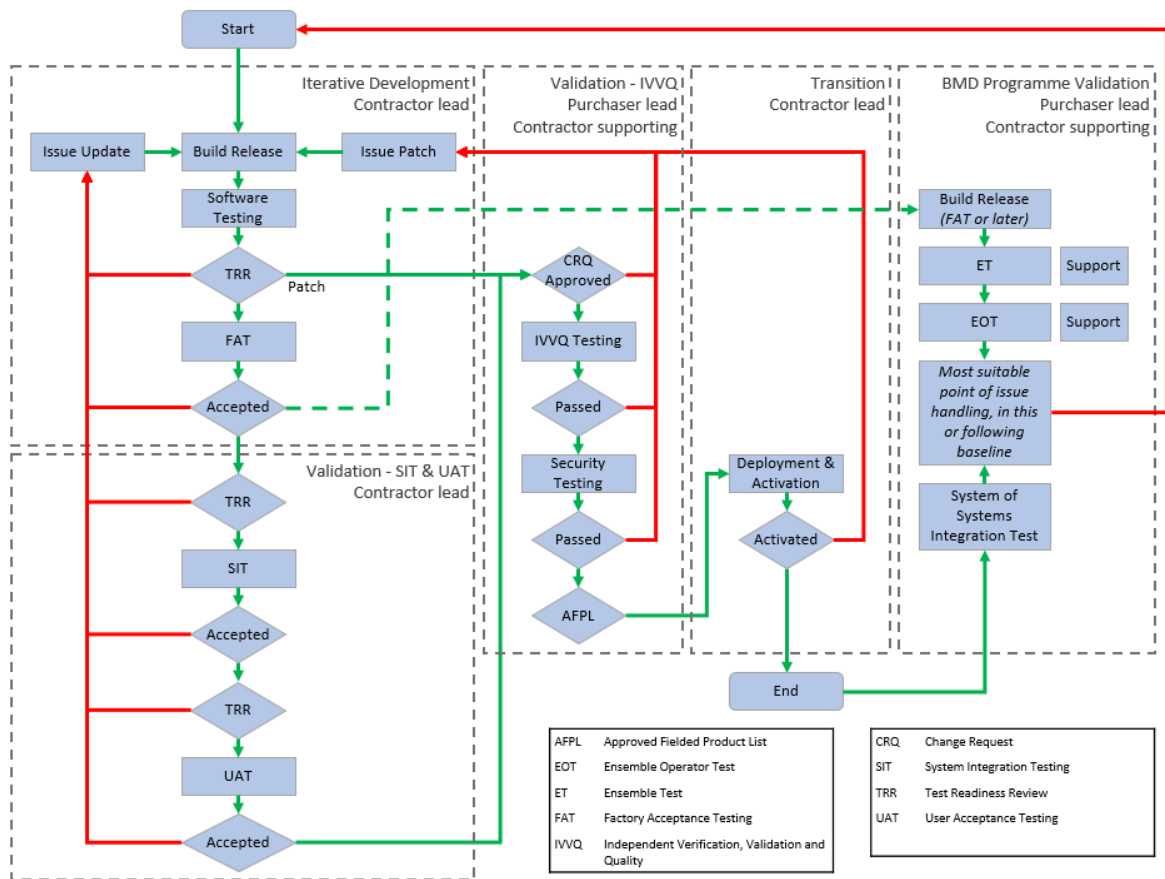 Start
Iterative Development
Contractor lead
Issue Update
Build Release
Issue Patch
Software
Testing
TRR
Patch
FAT
Accepted
Validation - SIT & UAT
Contractor lead
TRR
SIT
Accepted
TRR
UAT
Accepted
Validation - IVVQ
Purchaser lead
Contractor supporting
CRQ
Approved
IVVQ Testing
Passed
Security
Testing
Passed
AFPL
Transition
Contractor lead
Deployment &
Activation
Activated
End
BMD Programme Validation
Purchaser lead
Contractor supporting
Build Release
(FAT or later)
ET
Support
EOT
Support
Most suitable
point of issue
handling, in this
or following
baseline
System of
Systems
Integration Test
AFPL Approved Fielded Product List
EOT Ensemble Operator Test
ET Ensemble Test
FAT Factory Acceptance Testing
IVVQ Independent Verification, Validation and
Quality
CRQ Change Request
SIT System Integration Testing
TRR Test Readiness Review
UAT User Acceptance Testing